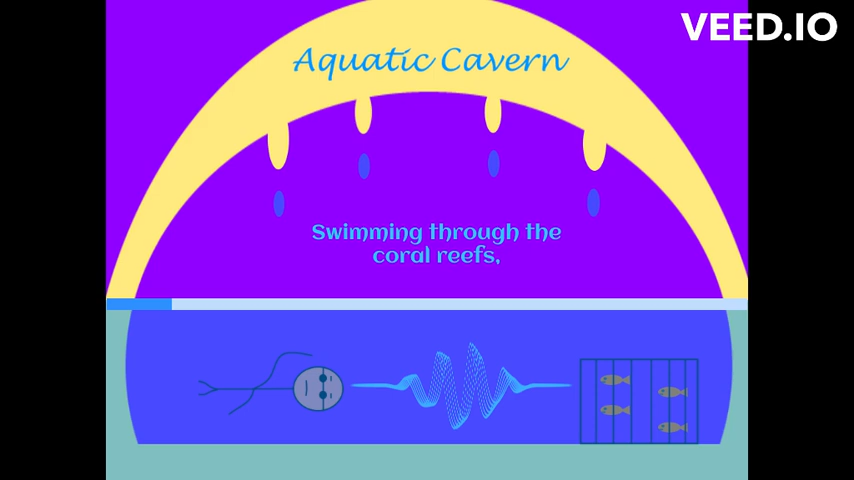 VEED.IO
Aquatic Cavern
Swimming through the
coral reefs,